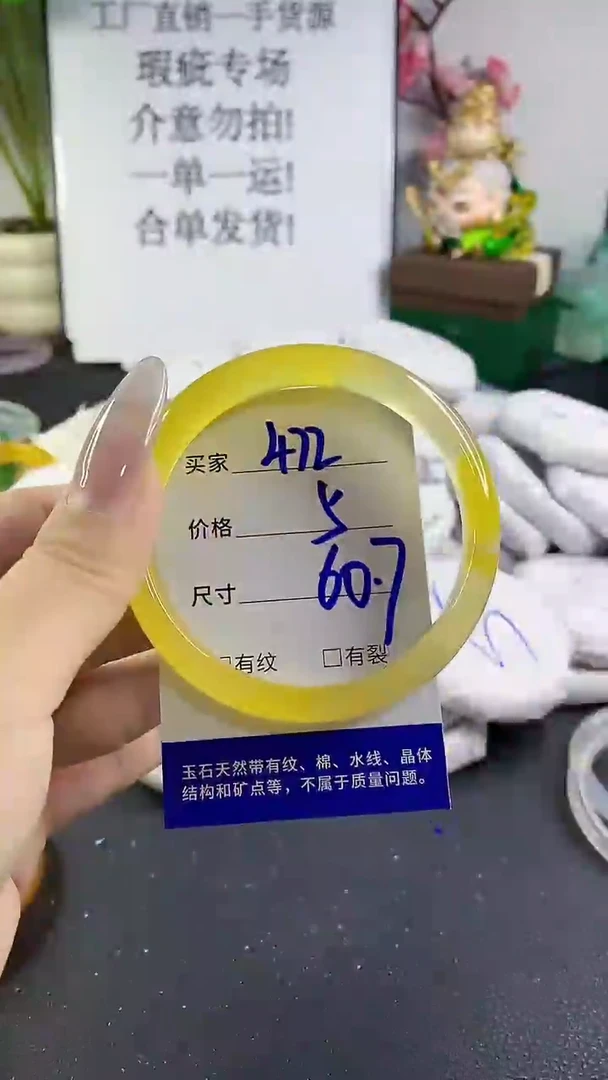 工厂直销一手货源
瑕疵专场
介意勿拍!
一单一运!
合单发货!
买家 422
价格 5
尺寸 60.7
□有纹 □有裂
玉石天然带有纹、棉、水线、晶体
结构和矿点等，不属于质量问题。